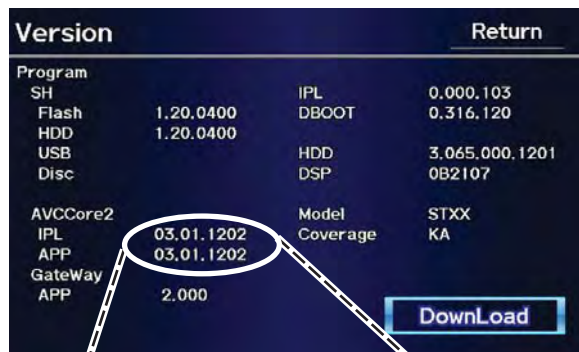 Version Return
Program
SH IPL 0.000.103
Flash 1.20.0400 DBOOT 0.316.120
HDD 1.20.0400
USB HDD 3.065.000.1201
Disc DSP 0B2107
AVCCore2 Model STXX
IPL 03.01.1202 Coverage KA
APP 03.01.1202
GateWay
APP 2.000
DownLoad